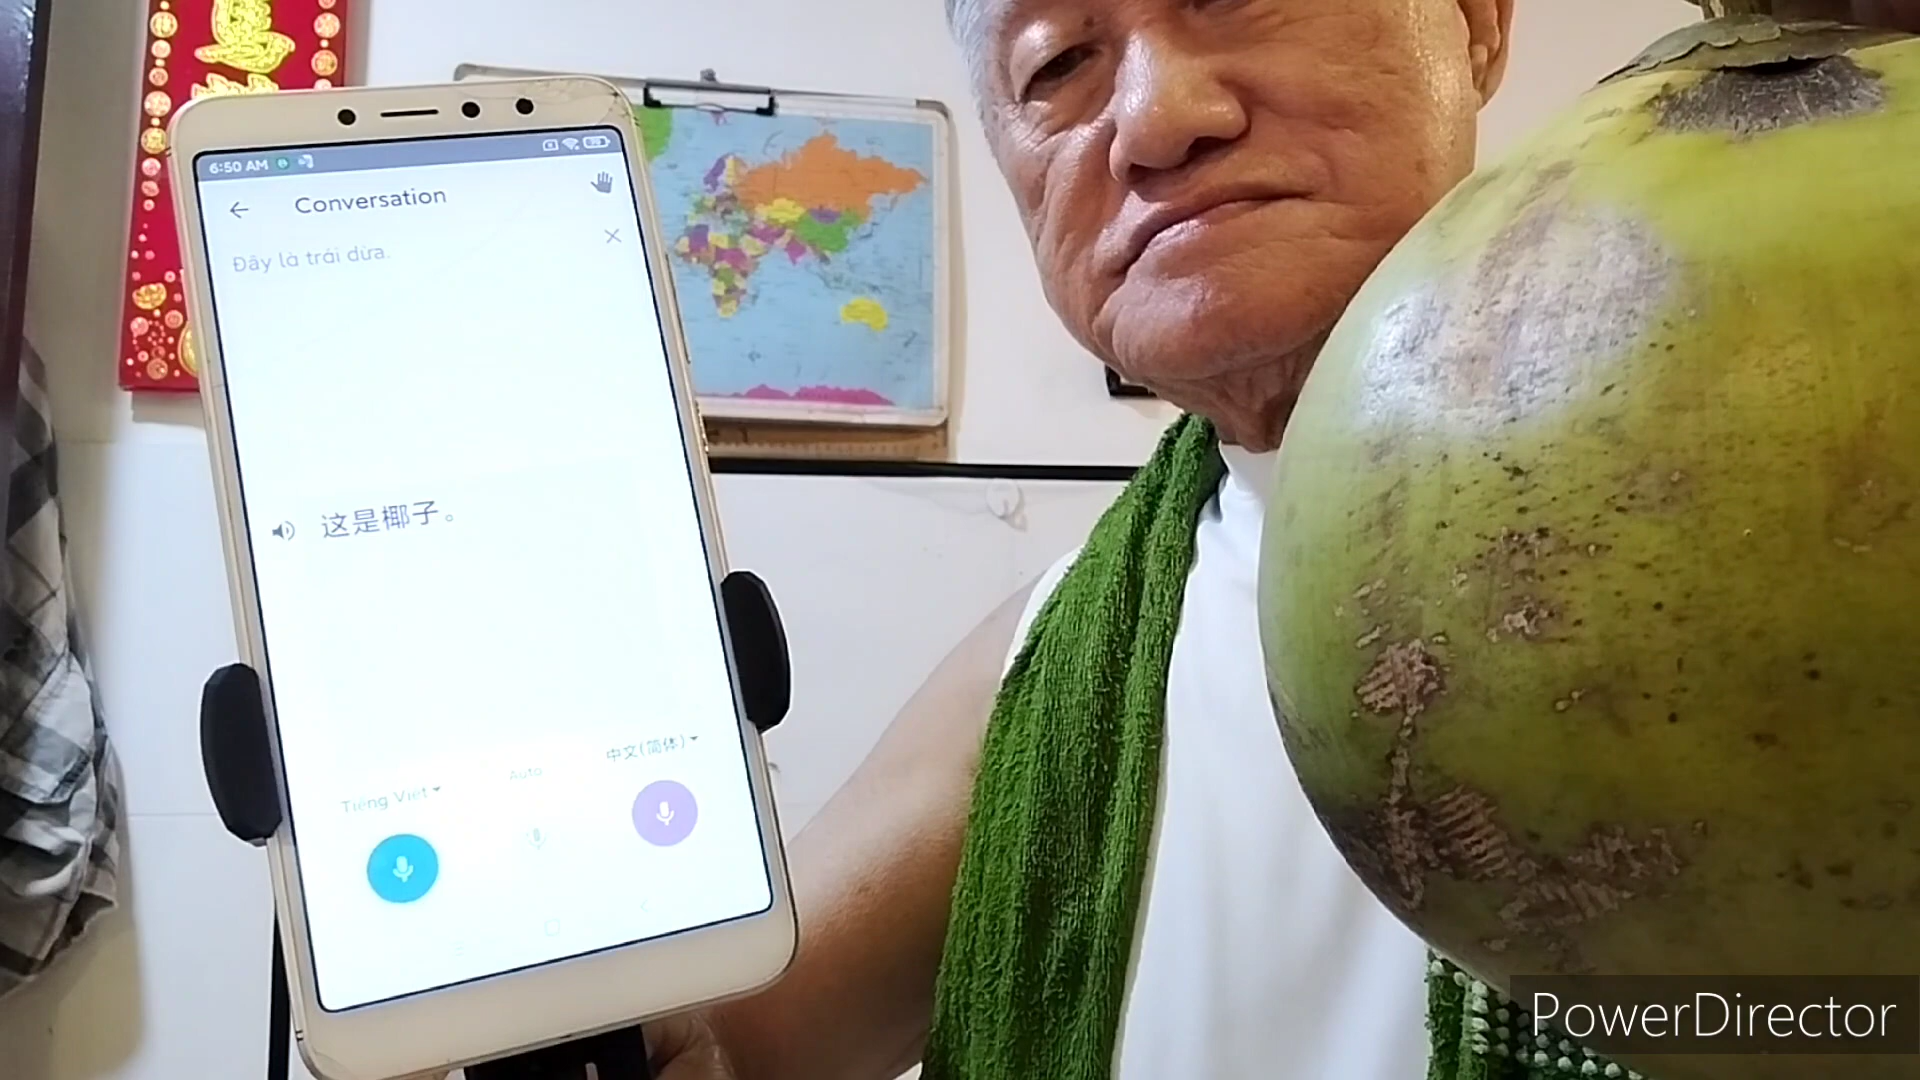 6:50 AM
Conversation
Đây là trái dừa.
这是椰子。
Tiếng Việt
Auto
中文(简体)
PowerDirector